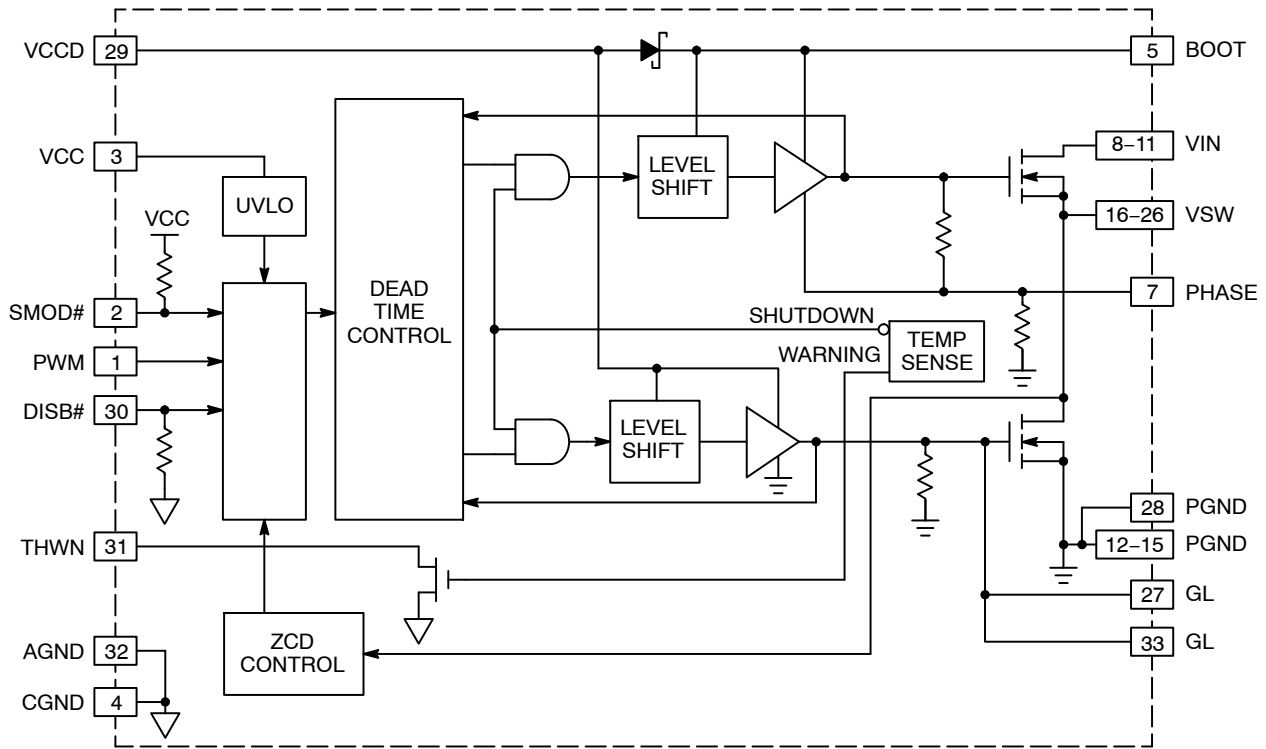 VCCD 29
5 BOOT
VCC 3
8–11 VIN
LEVEL
SHIFT
UVLO
VCC
16–26 VSW
DEAD
TIME
CONTROL
7 PHASE
SMOD# 2
SHUTDOWN
TEMP
SENSE
WARNING
PWM 1
DISB# 30
LEVEL
SHIFT
28 PGND
THWN 31
12–15 PGND
27 GL
ZCD
CONTROL
33 GL
AGND 32
CGND 4